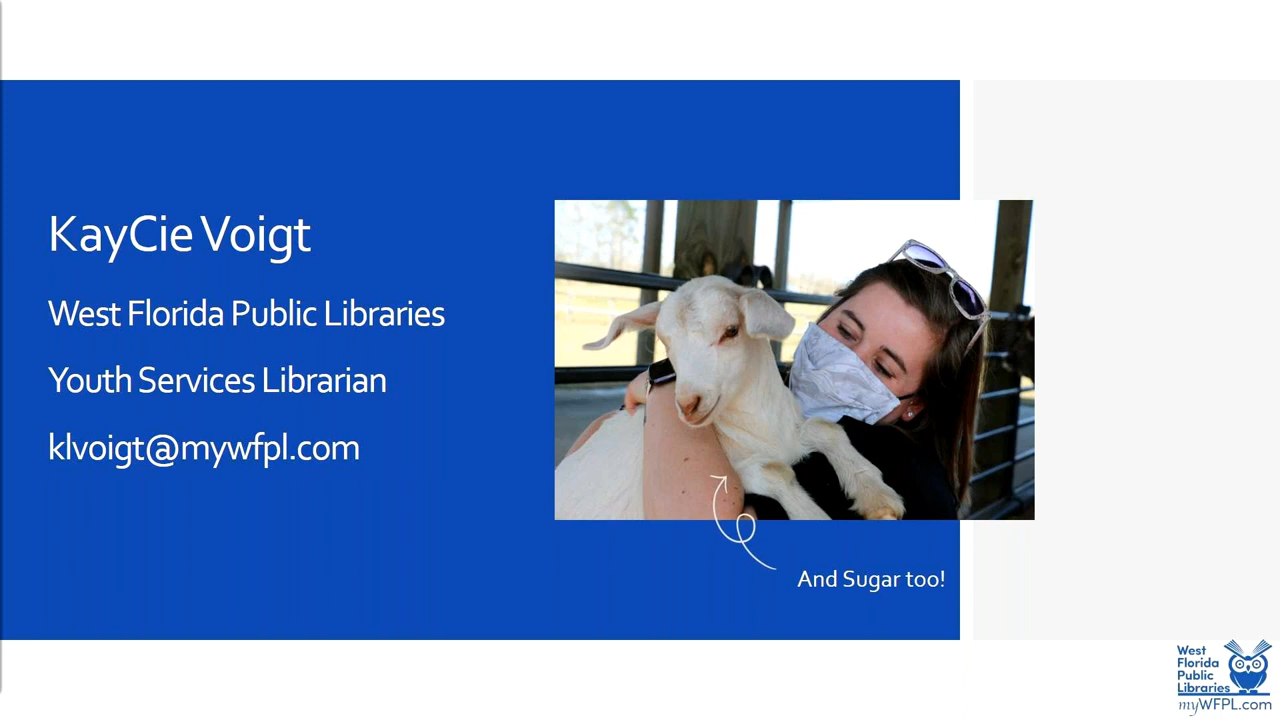 KayCie Voigt
West Florida Public Libraries
Youth Services Librarian
klvoigt@mywfpl.com
And Sugar too!
West
Florida
Public
Libraries
myWFPL.com